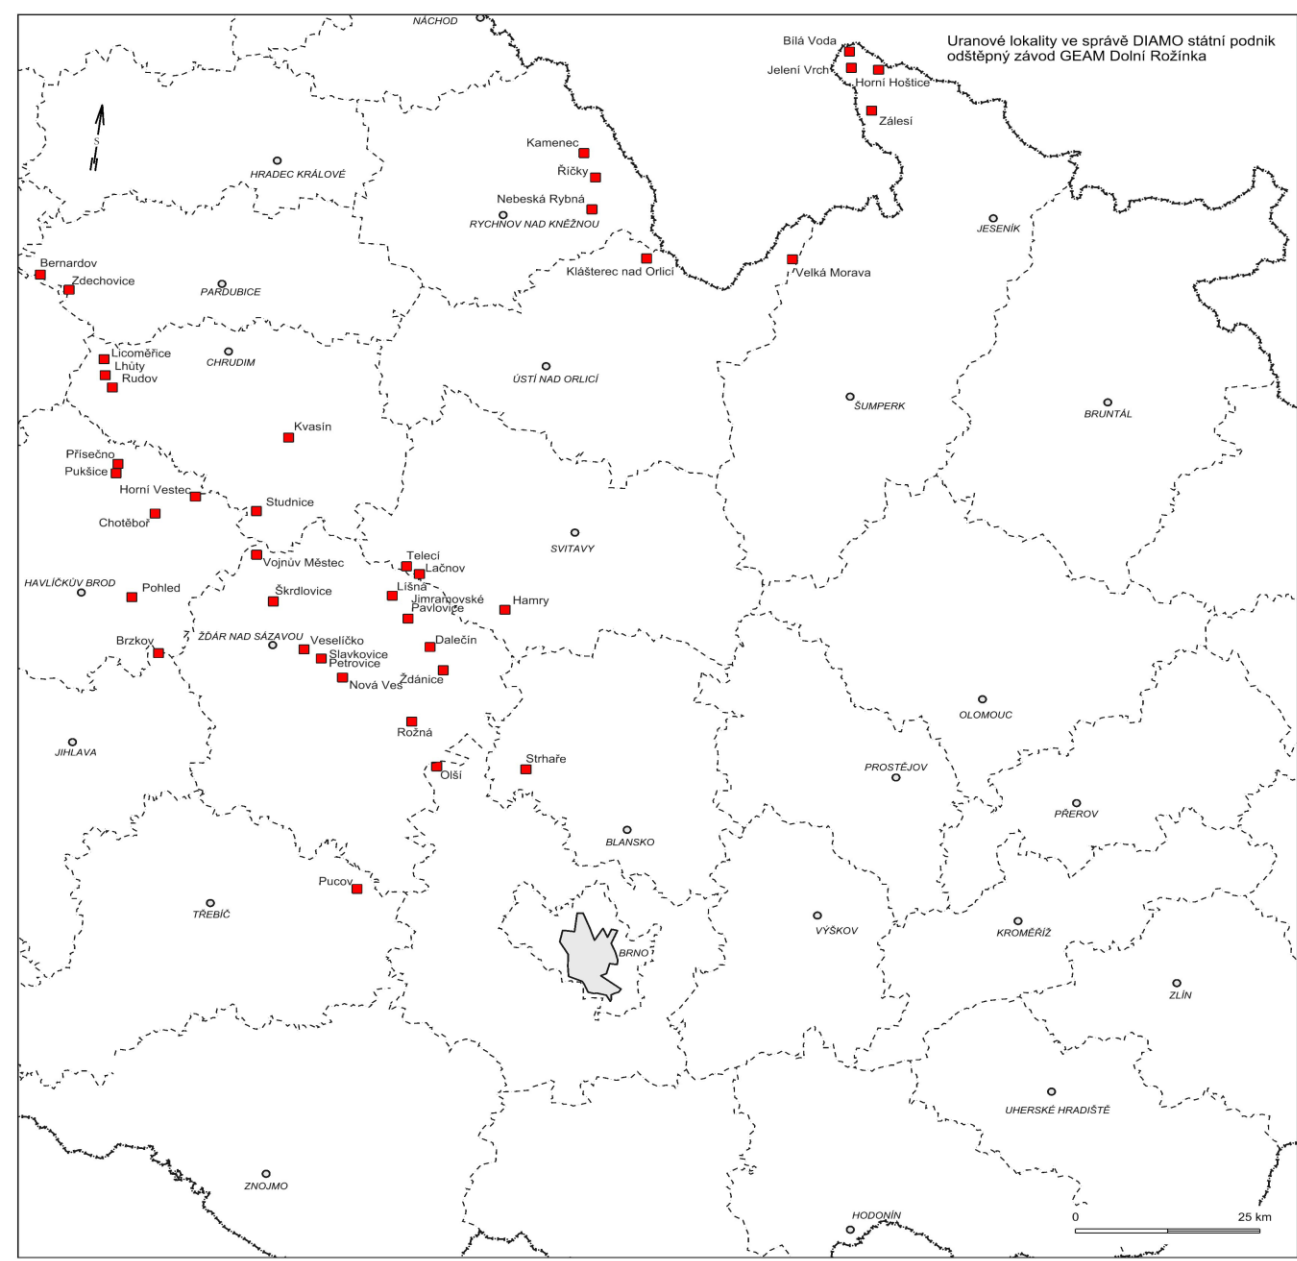 NÁCHOD
Bílá Voda
Uranové lokality ve správě DIAMO státní podnik
odštěpný závod GEAM Dolní Rožínka
Jelení Vrch
Horní Hoštice
Zálesí
S
Kamenec
HRADEC KRÁLOVÉ
Říčky
Nebeská Rybná
RYCHNOV NAD KNĚŽNOU
JESENÍK
Bernardov
Klášterec nad Orlicí
Velká Morava
Zdechovice
PARDUBICE
Licoměřice
CHRUDIM
Lhůty
Rudov
ÚSTÍ NAD ORLICÍ
ŠUMPERK
BRUNTÁL
Kvasín
Přísečno
Pukšice
Horní Vestec
Studnice
Chotěboř
SVITAVY
Vojnův Městec
Telecí
Lačnov
HAVLÍČKŮV BROD
Pohled
Škrdlovice
Líšná
Jimramovské
Pavlovice
Hamry
ŽĎÁR NAD SÁZAVOU
Brzkov
Veselíčko
Dalečín
Slavkovice
Petrovice
Nová Ves
Ždánice
OLOMOUC
Rožná
JIHLAVA
Strhaře
Olší
PROSTĚJOV
PŘEROV
BLANSKO
Pucov
TŘEBÍČ
VÝŠKOV
KROMĚŘÍŽ
BRNO
ZLÍN
UHERSKÉ HRADIŠTĚ
ZNOJMO
HODONÍN
0
25 km